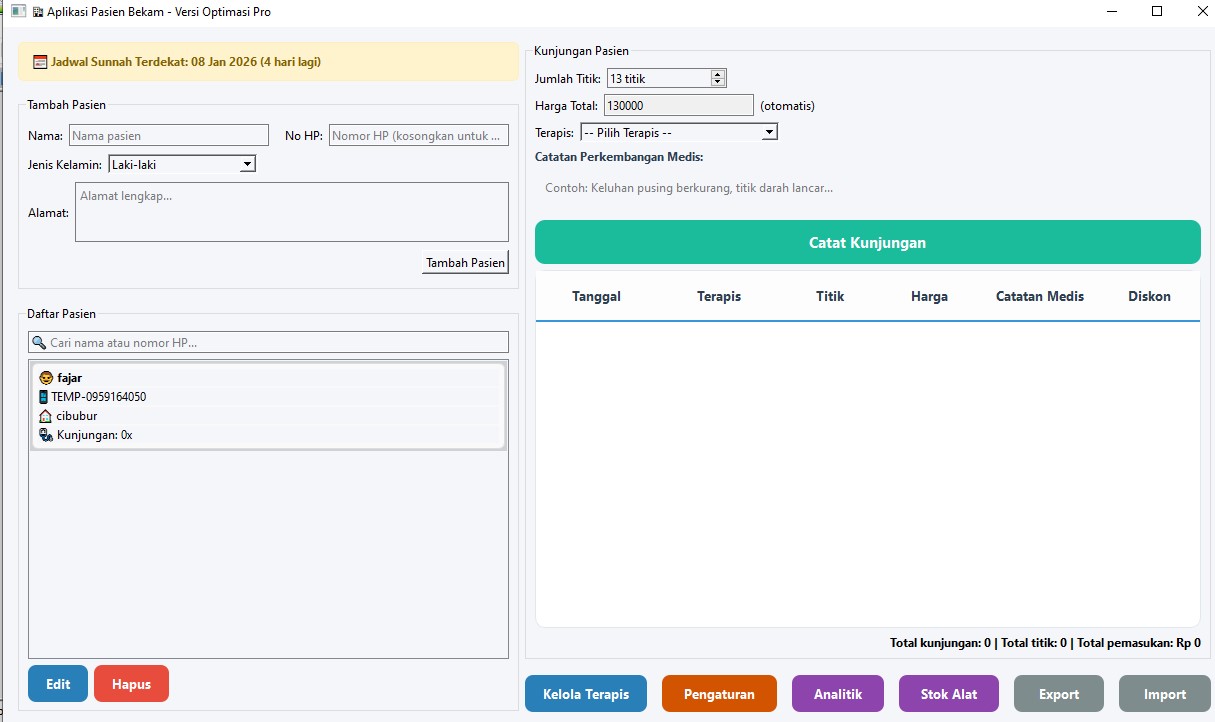 Aplikasi Pasien Bekam - Versi Optimasi Pro
Jadwal Sunnah Terdekat: 08 Jan 2026 (4 hari lagi)
Tambah Pasien
Nama: Nama pasien No HP: Nomor HP (kosongkan untuk ...
Jenis Kelamin: Laki-laki
Alamat: Alamat lengkap...
Tambah Pasien
Daftar Pasien
Cari nama atau nomor HP...
fajar
TEMP-0959164050
cibubur
Kunjungan: 0x
Edit Hapus
Kunjungan Pasien
Jumlah Titik: 13 titik
Harga Total: 130000 (otomatis)
Terapis: -- Pilih Terapis --
Catatan Perkembangan Medis:
Contoh: Keluhan pusing berkurang, titik darah lancar...
Catat Kunjungan
Tanggal Terapis Titik Harga Catatan Medis Diskon
Total kunjungan: 0 | Total titik: 0 | Total pemasukan: Rp 0
Kelola Terapis Pengaturan Analitik Stok Alat Export Import